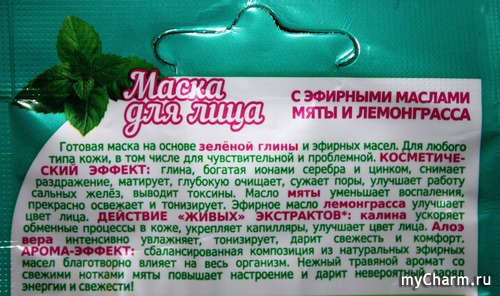 Маска
для лица
С ЭФИРНЫМИ МАСЛАМИ
МЯТЫ И ЛЕМОНГРАССА
Готовая маска на основе зелёной глины и эфирных масел. Для любого
типа кожи, в том числе для чувствительной и проблемной. КОСМЕТИЧЕ-
СКИЙ ЭФФЕКТ: глина, богатая ионами серебра и цинком, снимает
раздражение, матирует, глубокую очищает, сужает поры, улучшает работу
сальных желёз, выводит токсины. Масло мяты уменьшает воспаления,
прекрасно освежает и тонизирует. Эфирное масло лемонграсса улучшает
цвет лица. ДЕЙСТВИЕ «ЖИВЫХ» ЭКСТРАКТОВ*: калина ускоряет
обменные процессы в коже, укрепляет капилляры, улучшает цвет лица. Алоэ
вера интенсивно увлажняет, тонизирует, дарит свежесть и комфорт.
АРОМА-ЭФФЕКТ: сбалансированная композиция из натуральных эфирных
масел благотворно влияет на весь организм. Нежный травяной аромат со
свежими нотками мяты повышает настроение и дарит невероятный заряд
энергии и свежести!
myCharm.ru